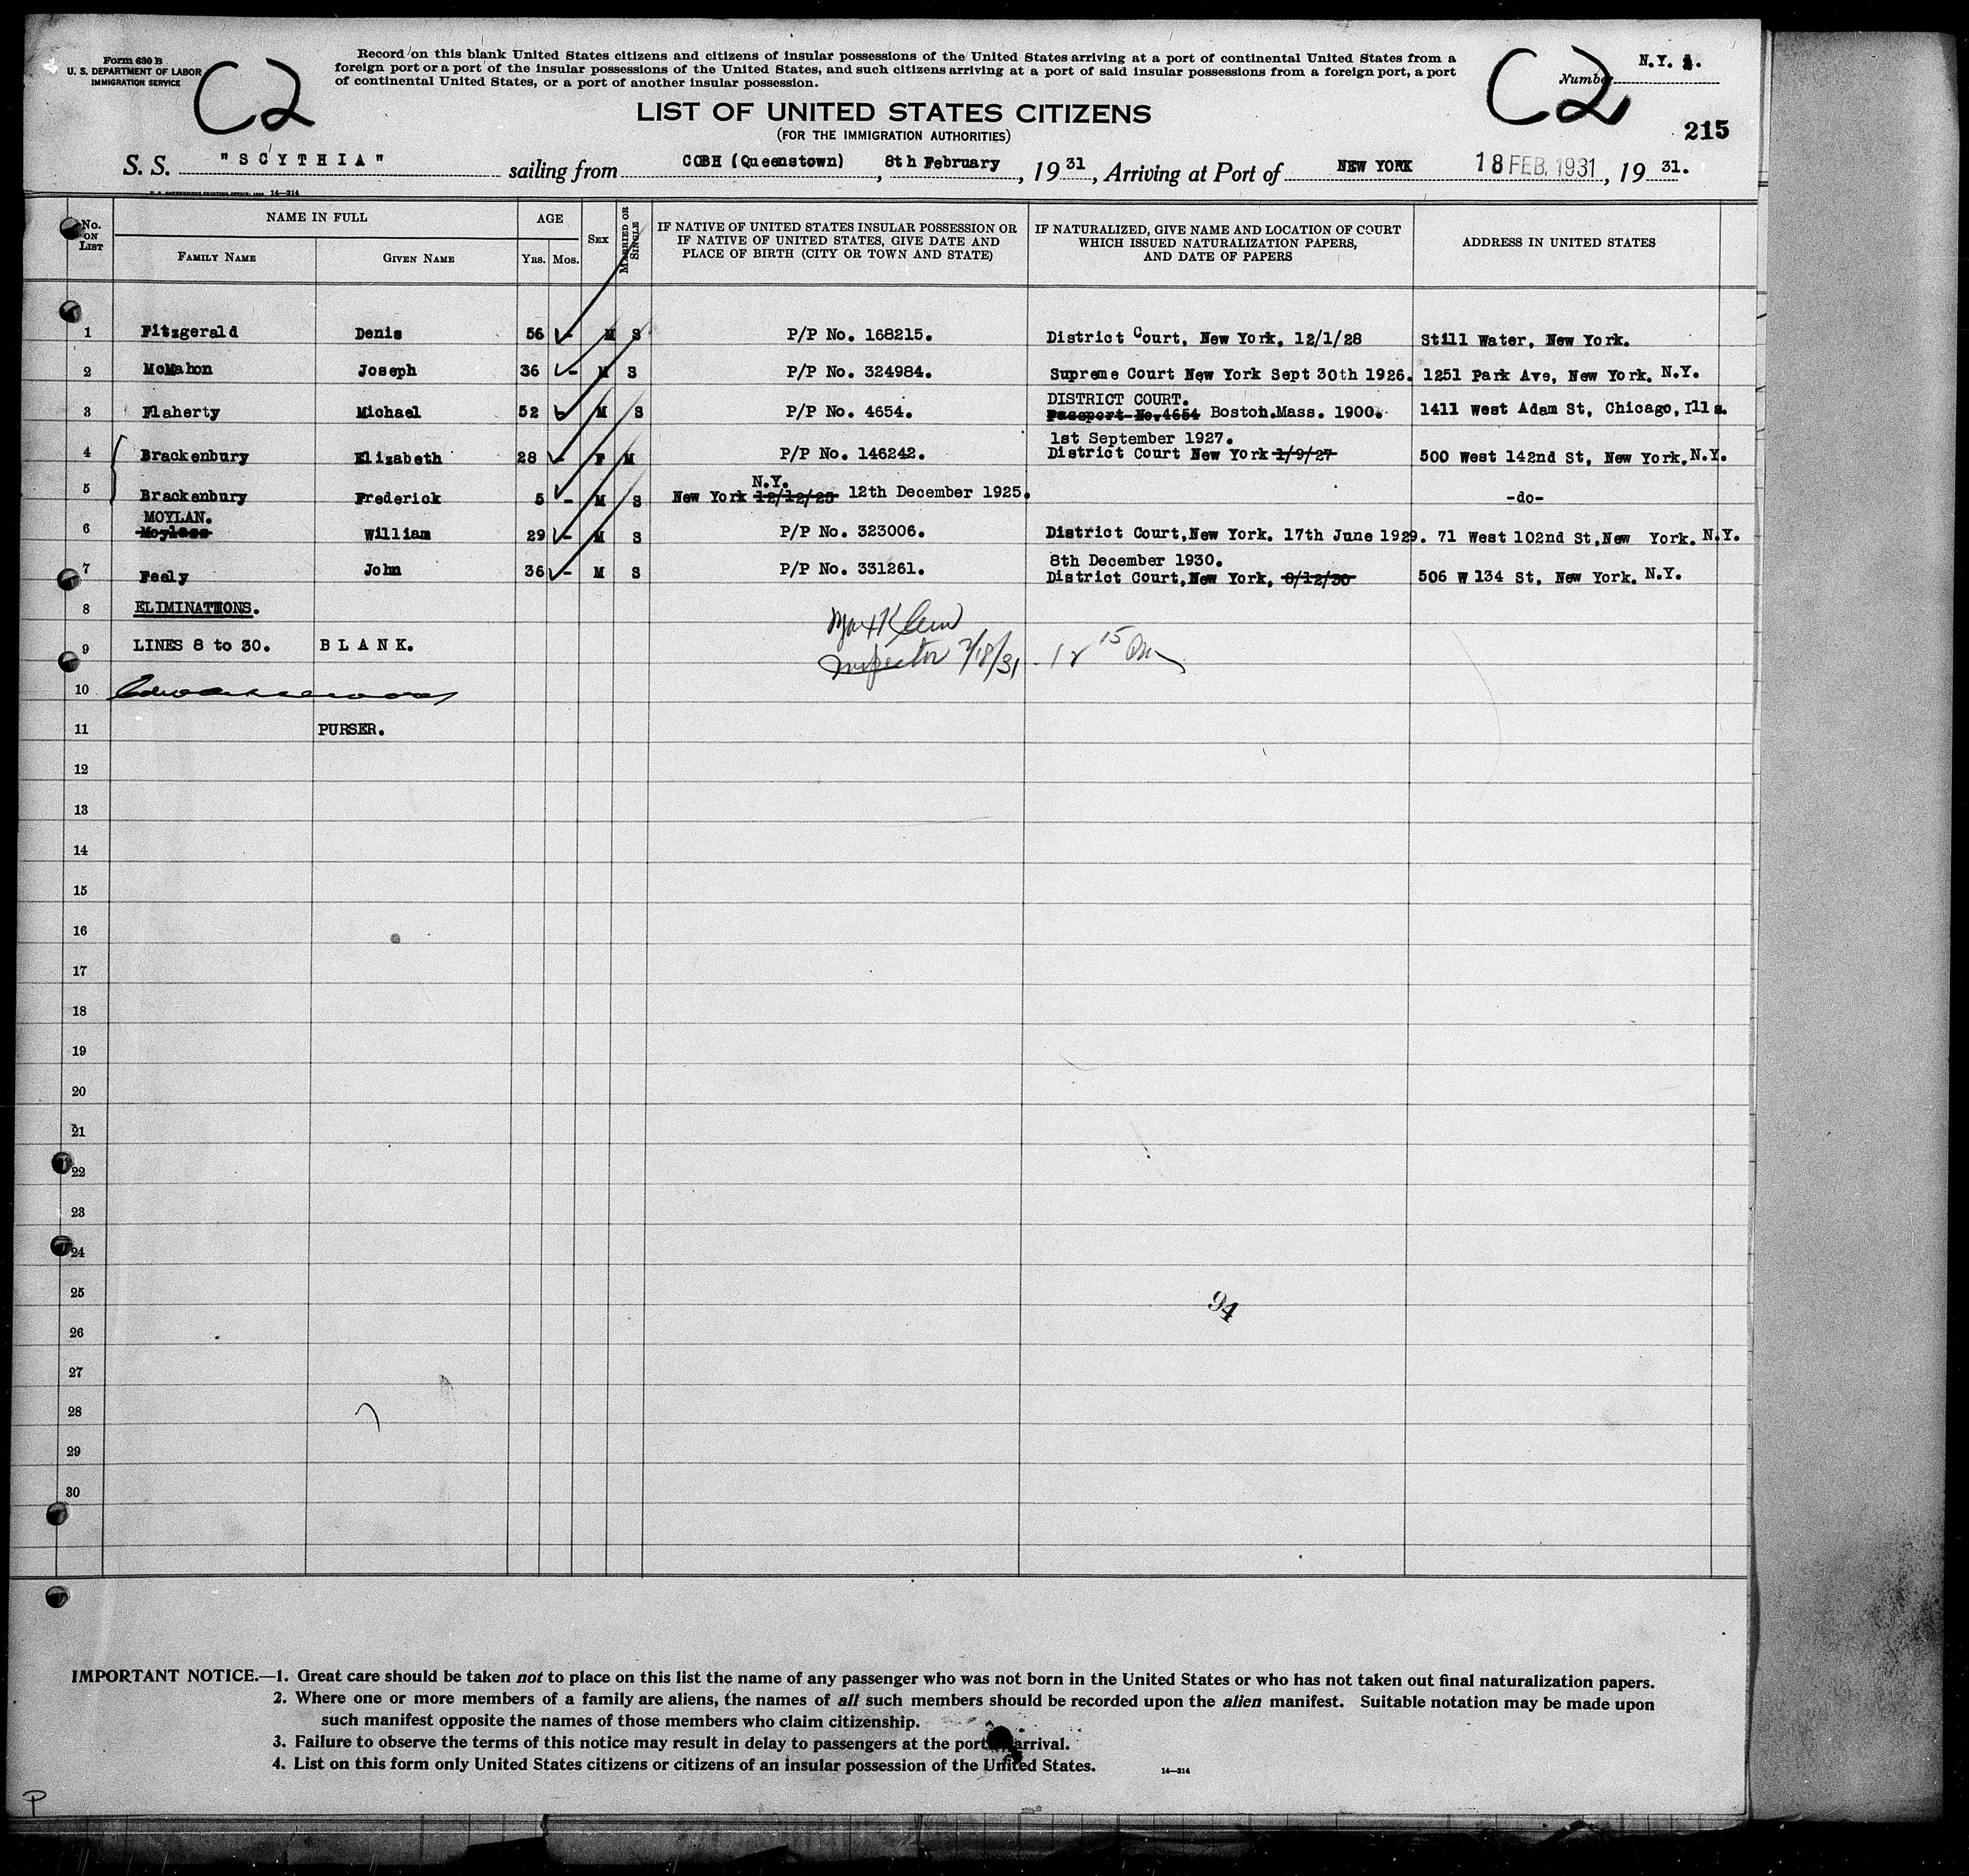 Form 630 B
U. S. DEPARTMENT OF LABOR
IMMIGRATION SERVICE
C2
Record on this blank United States citizens and citizens of insular possessions of the United States arriving at a port of continental United States from a
foreign port or a port of the insular possessions of the United States, and such citizens arriving at a port of said insular possessions from a foreign port, a port
of continental United States, or a port of another insular possession.
C2
Number N.Y. 1.
LIST OF UNITED STATES CITIZENS
(FOR THE IMMIGRATION AUTHORITIES)
215
S. S. "SCYTHIA" sailing from COBH (Queenstown) 8th February, 1931, Arriving at Port of NEW YORK 18 FEB. 1931, 1931.
14-214
No. ON LIST
NAME IN FULL
FAMILY NAME GIVEN NAME
AGE
YRS. MOS.
SEX
MARRIED OR SINGLE
IF NATIVE OF UNITED STATES INSULAR POSSESSION OR
IF NATIVE OF UNITED STATES, GIVE DATE AND
PLACE OF BIRTH (CITY OR TOWN AND STATE)
IF NATURALIZED, GIVE NAME AND LOCATION OF COURT
WHICH ISSUED NATURALIZATION PAPERS,
AND DATE OF PAPERS
ADDRESS IN UNITED STATES
1 Fitzgerald Denis 56 - M S P/P No. 168215. District Court, New York, 12/1/28 Still Water, New York.
2 McMahon Joseph 36 - M S P/P No. 324984. Supreme Court New York Sept 30th 1926. 1251 Park Ave, New York. N.Y.
DISTRICT COURT.
3 Flaherty Michael 52 - M S P/P No. 4654. Passport No.4654 Boston.Mass. 1900. 1411 West Adam St, Chicago, Ills.
1st September 1927.
4 Brackenbury Elizabeth 28 - F M P/P No. 146242. District Court New York 1/9/27 500 West 142nd St, New York, N.Y.
N.Y.
5 Brackenbury Frederick 5 - M S New York 12/12/25 12th December 1925. -do-
MOYLAN.
6 Moyless William 29 - M S P/P No. 323006. District Court, New York. 17th June 1929. 71 West 102nd St, New York. N.Y.
8th December 1930.
7 Feely John 36 - M S P/P No. 331261. District Court, New York, 8/12/30 506 W 134 St, New York. N.Y.
8 ELIMINATIONS.
9 LINES 8 to 30. BLANK.
Max Klein
Inspector 2/18/31 - 12 15
10
11 PURSER.
12
13
14
15
16
17
18
19
20
21
22
23
24
25
94
26
27
28
29
30
IMPORTANT NOTICE.—1. Great care should be taken not to place on this list the name of any passenger who was not born in the United States or who has not taken out final naturalization papers.
2. Where one or more members of a family are aliens, the names of all such members should be recorded upon the alien manifest. Suitable notation may be made upon
such manifest opposite the names of those members who claim citizenship.
3. Failure to observe the terms of this notice may result in delay to passengers at the port arrival.
4. List on this form only United States citizens or citizens of an insular possession of the United States.
14—214
P